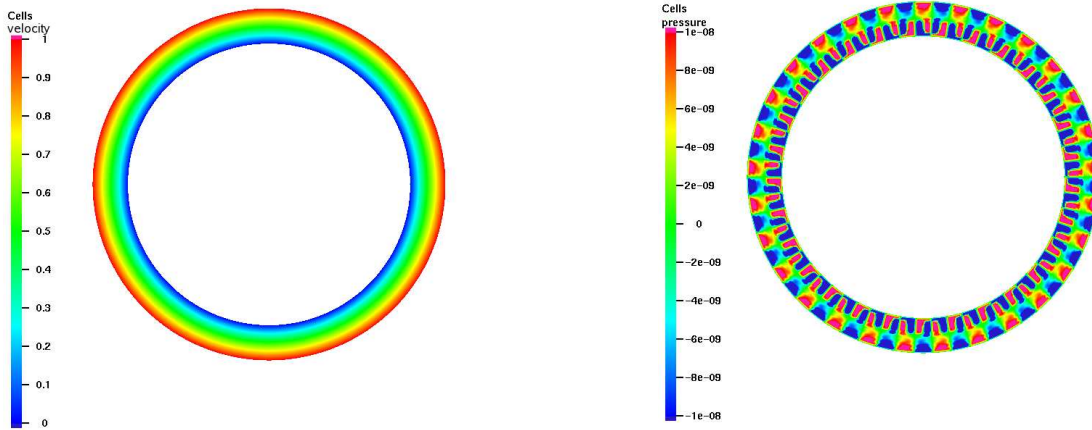 Cells
velocity
1
0.9
0.8
0.7
0.6
0.5
0.4
0.3
0.2
0.1
0
Cells
pressure
1e-08
8e-09
6e-09
4e-09
2e-09
0
-2e-09
-4e-09
-6e-09
-8e-09
-1e-08